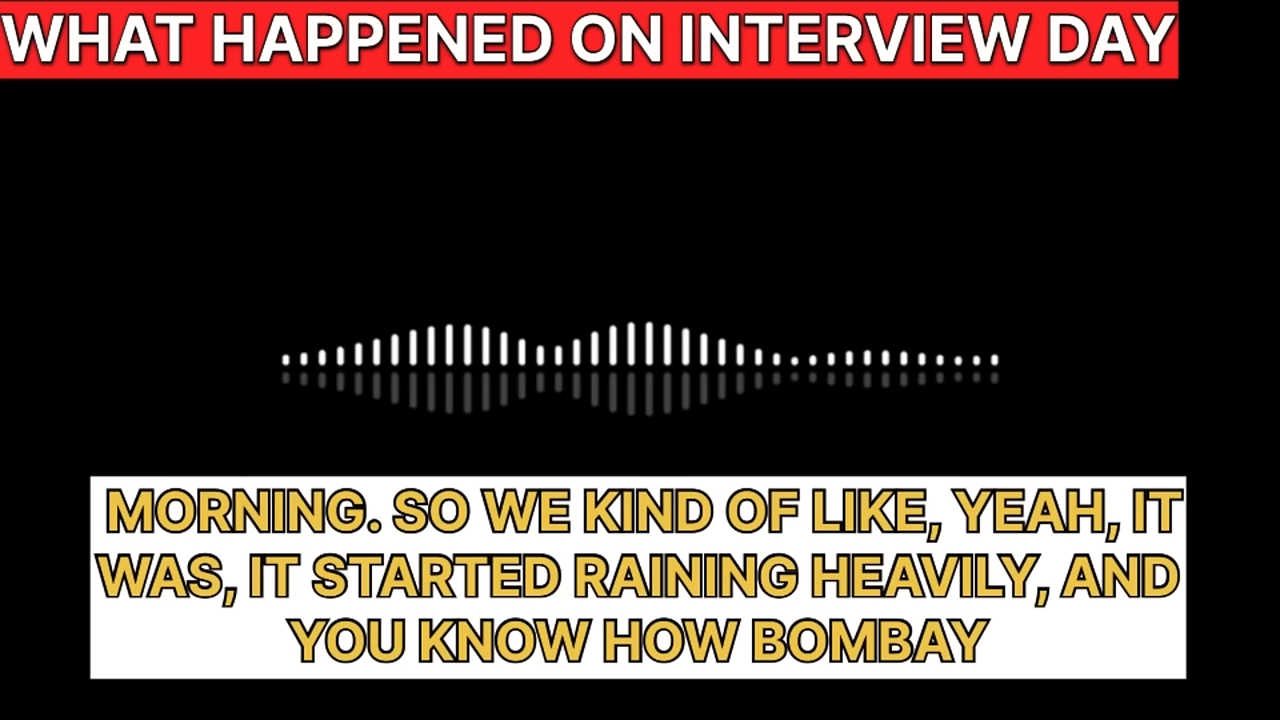 WHAT HAPPENED ON INTERVIEW DAY
MORNING. SO WE KIND OF LIKE, YEAH, IT
WAS, IT STARTED RAINING HEAVILY, AND
YOU KNOW HOW BOMBAY